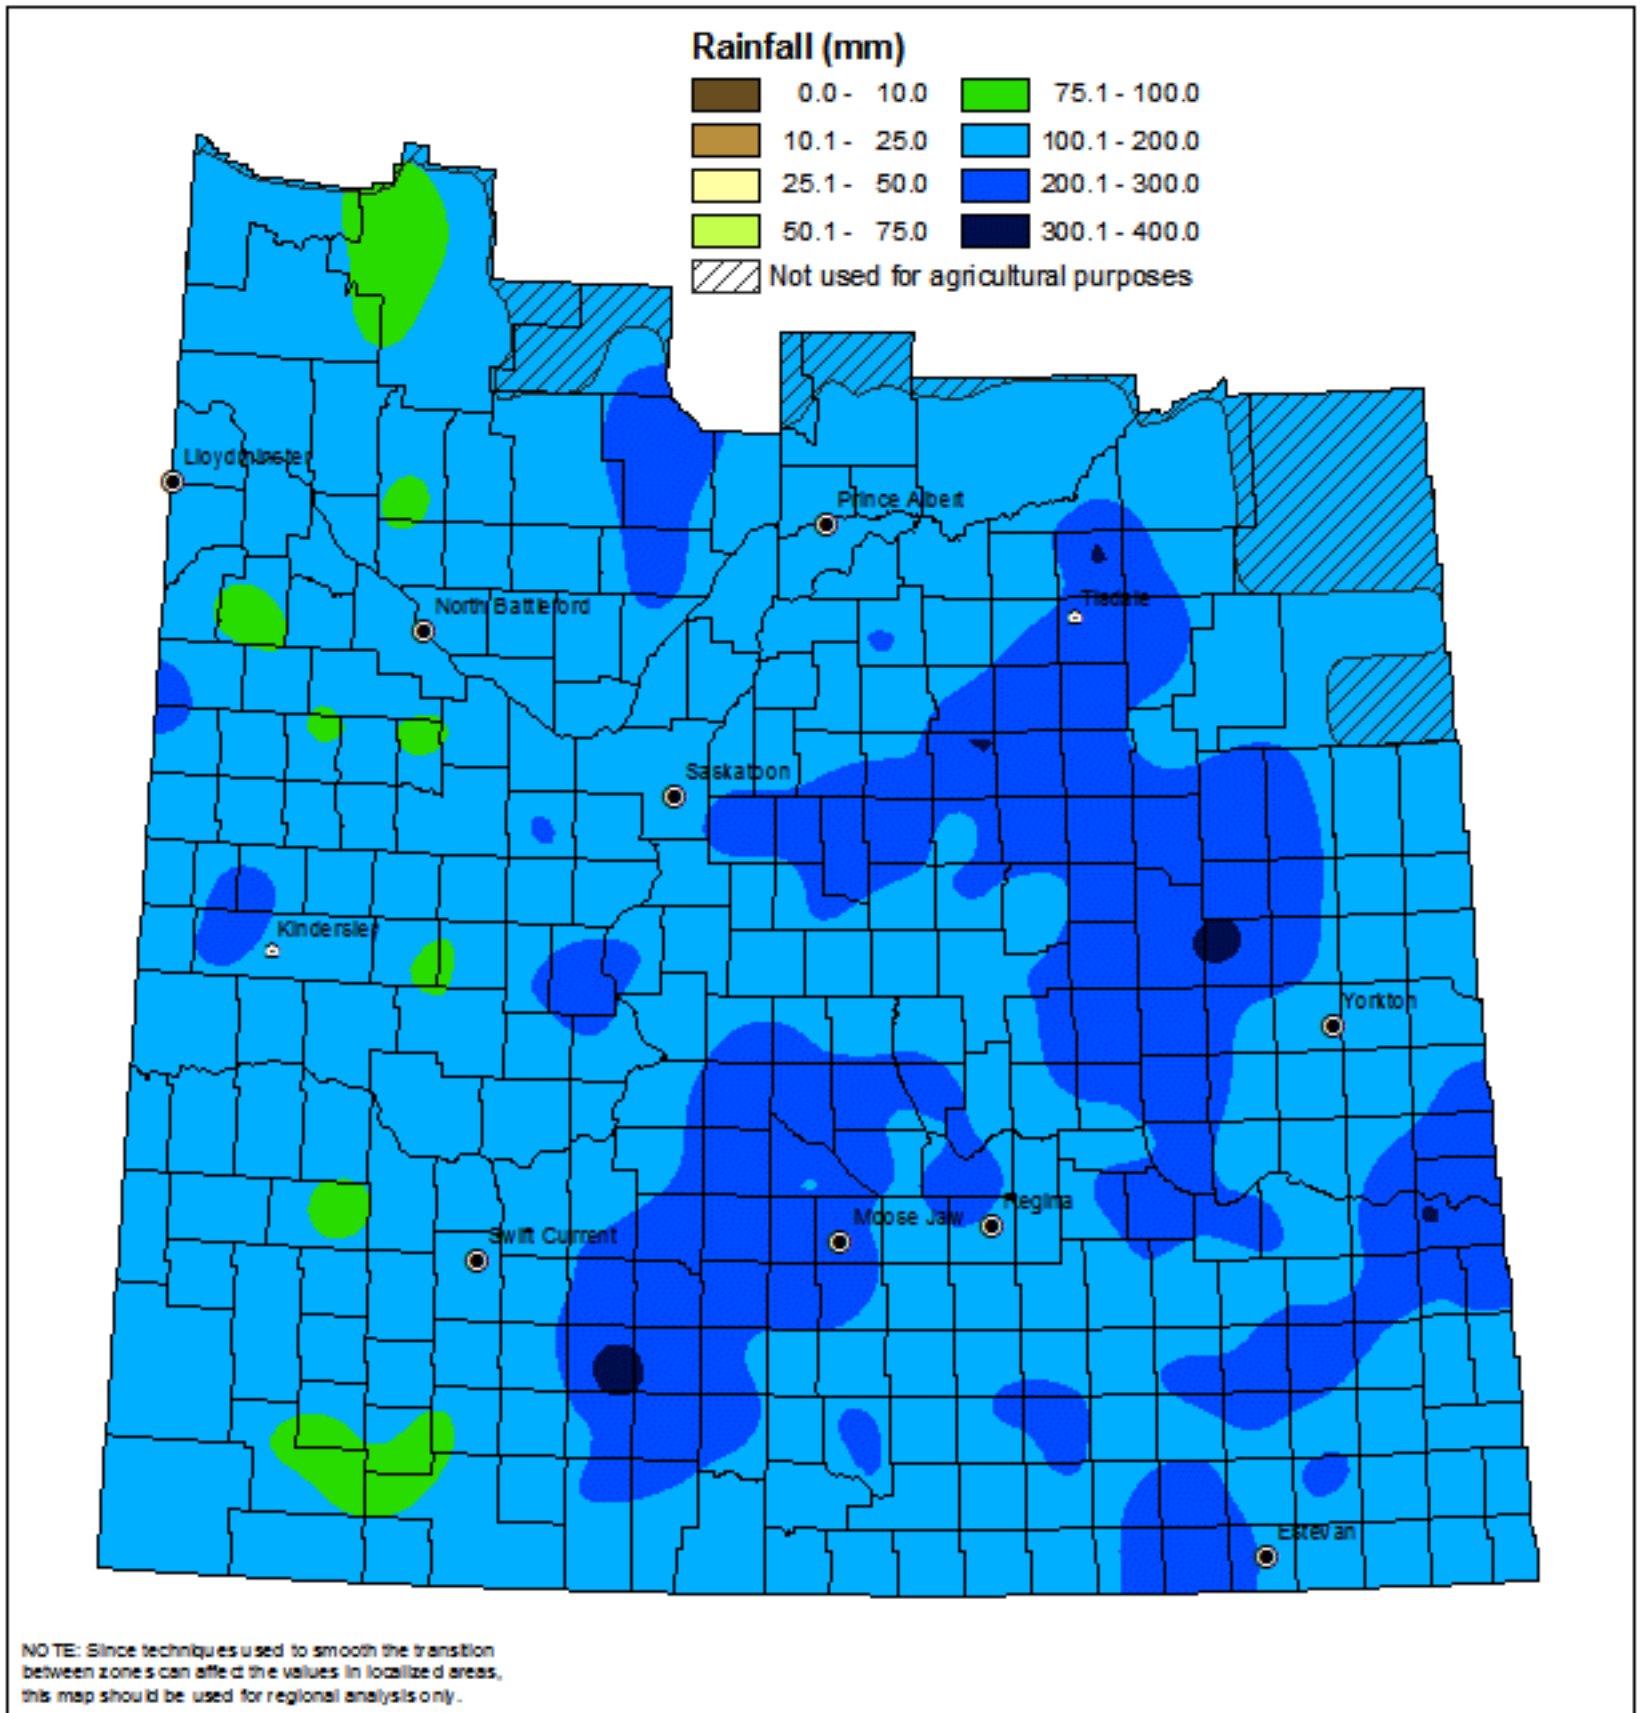 Rainfall (mm)
0.0 - 10.0
10.1 - 25.0
25.1 - 50.0
50.1 - 75.0
75.1 - 100.0
100.1 - 200.0
200.1 - 300.0
300.1 - 400.0
Not used for agricultural purposes
Lloydminster
Prince Albert
North Battleford
Tisdale
Saskatoon
Kindersley
Yorkton
Regina
Moose Jaw
Swift Current
Estevan
NOTE: Since techniques used to smooth the transition
between zones can affect the values in localized areas,
this map should be used for regional analysis only.